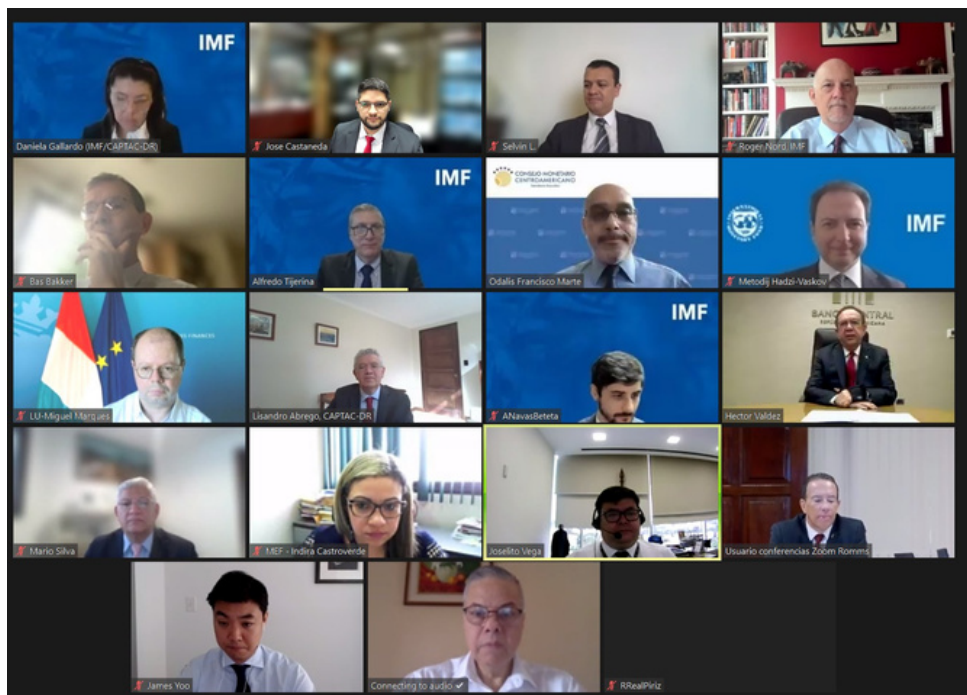 IMF
Daniela Gallardo (IMF/CAPTAC-DR)
Jose Castaneda
Selvin L.
Roger Nord IMF
Bas Bakker
IMF
Alfredo Tijerina
CONSEJO MONETARIO
CENTROAMERICANO
Odalis Francisco Marte
IMF
Metodij Hadzi-Vaskov
LU-Miguel Marques
Lisandro Abrego, CAPTAC-DR
IMF
ANavasBeteta
Hector Valdez
Mario Silva
MEF - Indira Castroverde
Joselito Vega
Usuario conferencias Zoom Romms
James Yoo
Connecting to audio
RRealPiriz